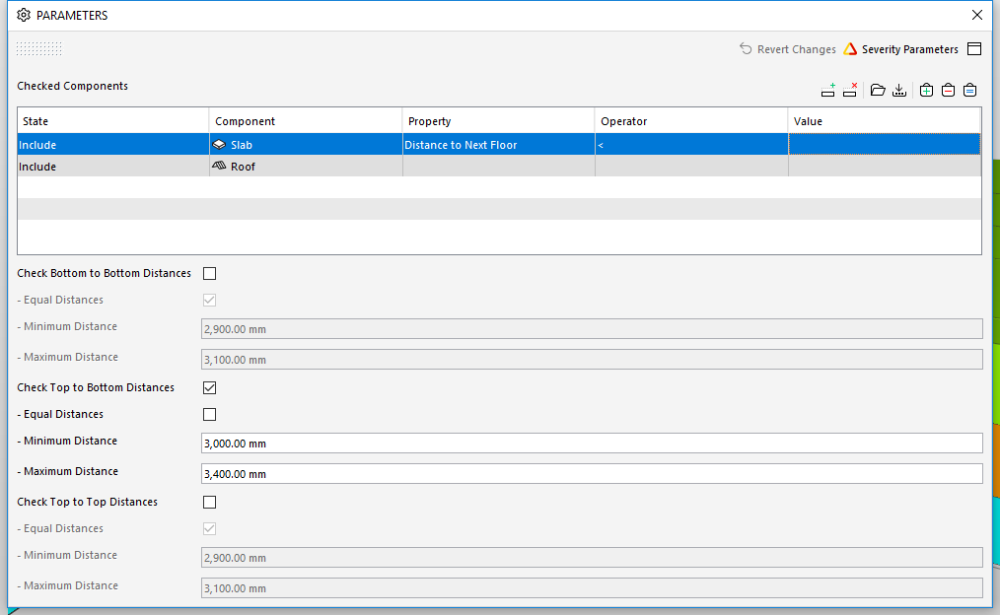 PARAMETERS
Revert Changes Severity Parameters
Checked Components
State Component Property Operator Value
Include Slab Distance to Next Floor <
Include Roof
Check Bottom to Bottom Distances
- Equal Distances
- Minimum Distance 2,900.00 mm
- Maximum Distance 3,100.00 mm
Check Top to Bottom Distances
- Equal Distances
- Minimum Distance 3,000.00 mm
- Maximum Distance 3,400.00 mm
Check Top to Top Distances
- Equal Distances
- Minimum Distance 2,900.00 mm
- Maximum Distance 3,100.00 mm